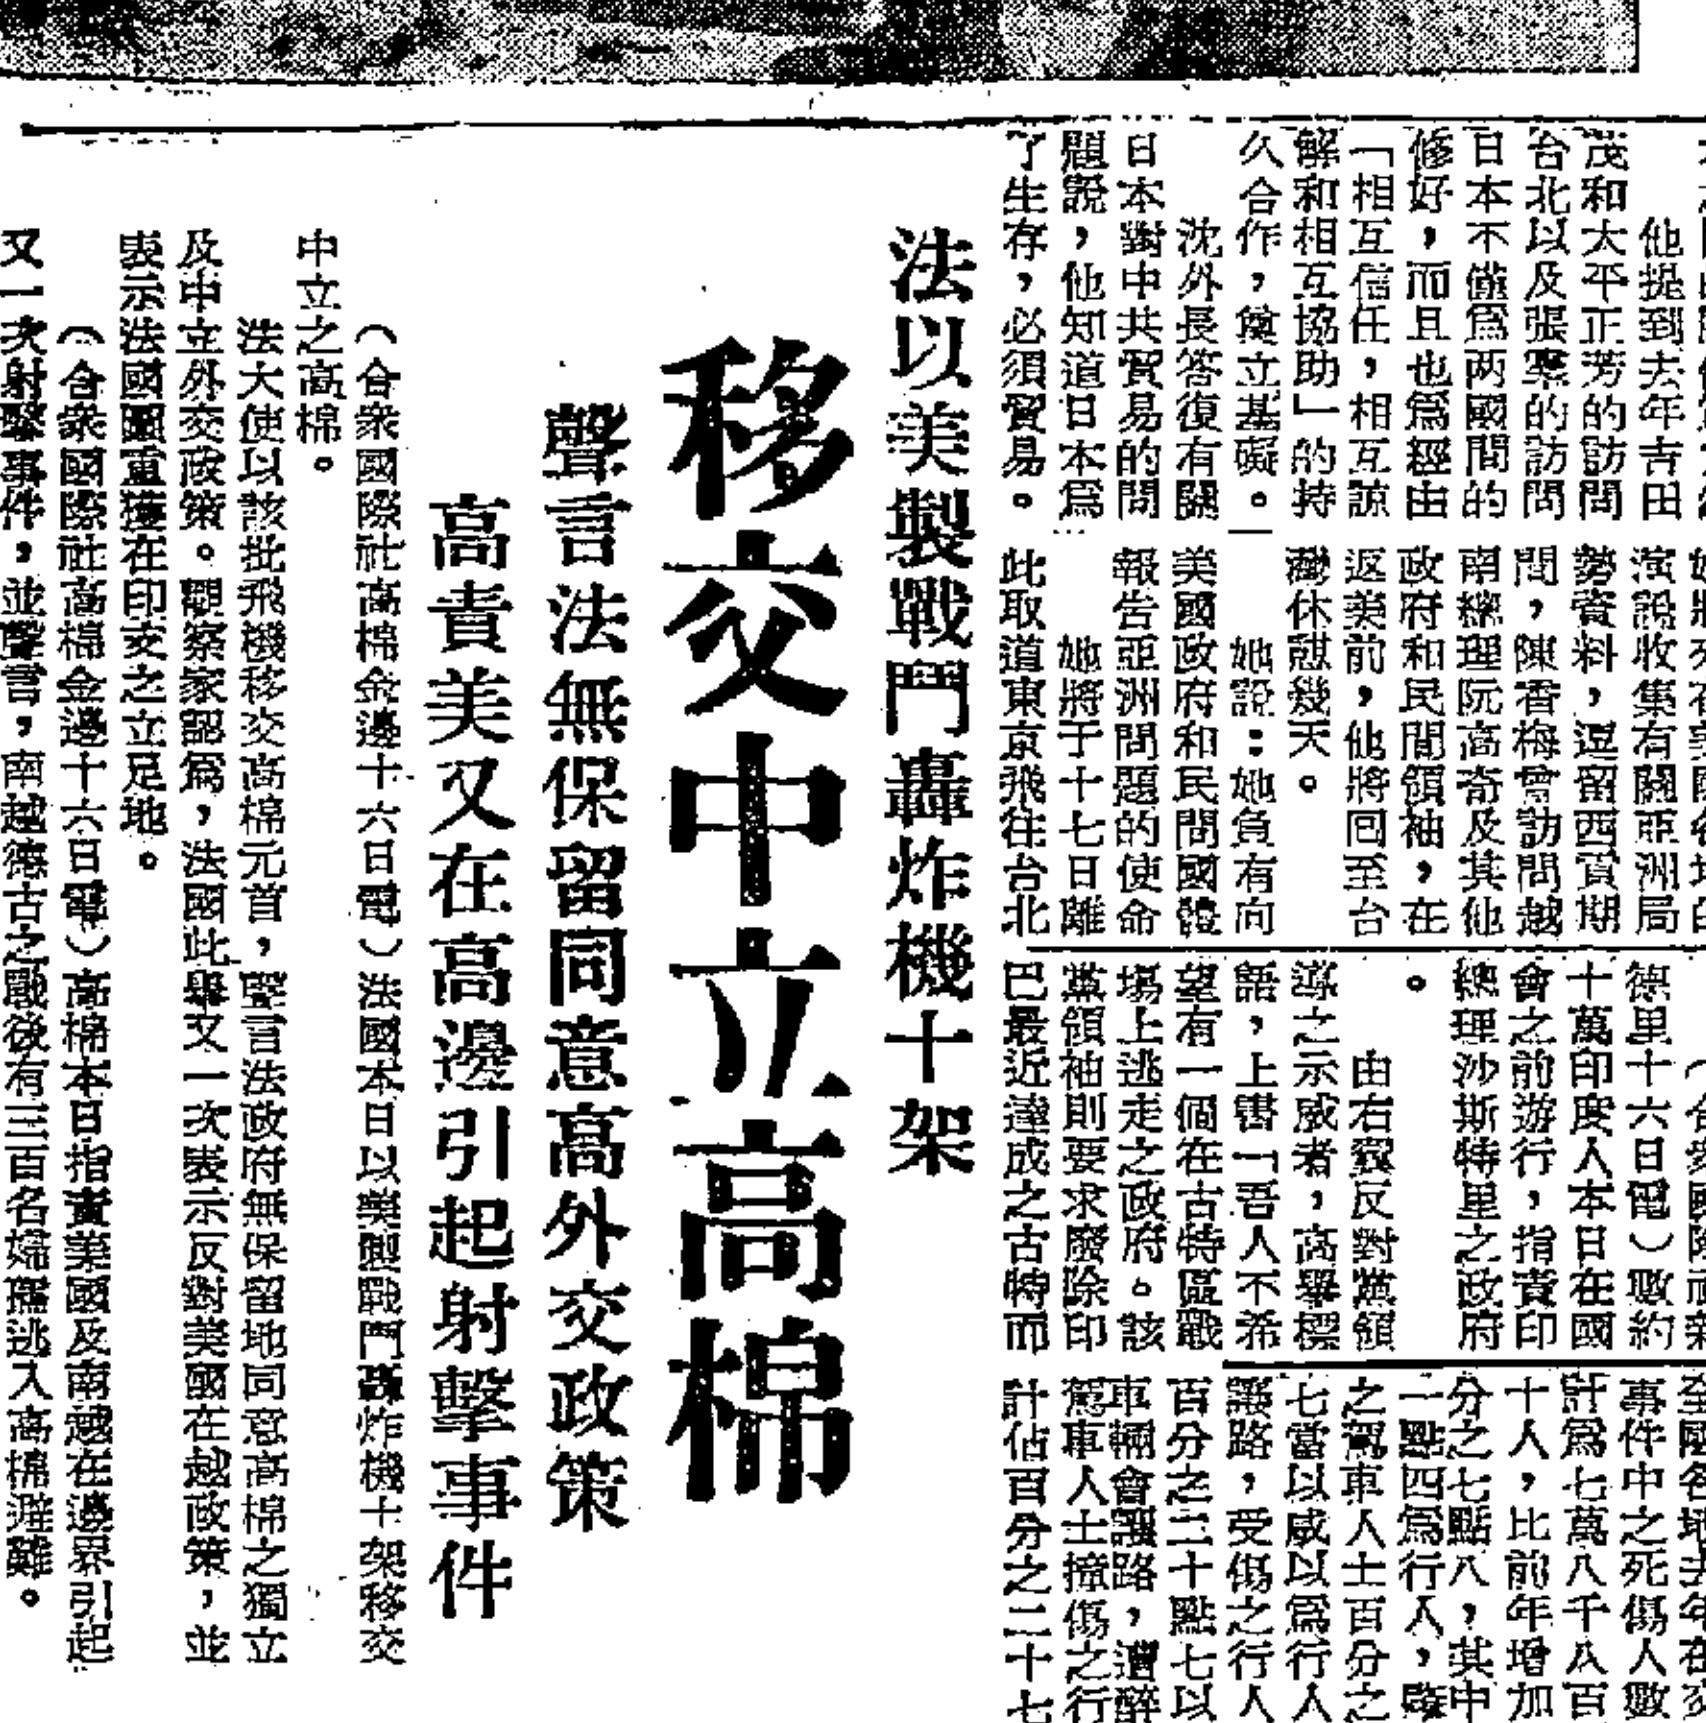 他提到去年吉田
茂和大平正芳的訪問
台北以及張羣的訪問
日本不僅爲两國間的
修好，而且也爲經由
「相互信任，相互諒
解和相互協助」的持
久合作，奠立基礙。
沈外長答復有關
日本對中共貿易的問
題說，他知道日本爲
了生存，必須貿易。
演說收集有關亞洲局
勢資料，逗留西貢期
間，陳香梅曾訪問越
南總理阮高奇及其他
政府和民間領袖，在
返美前，他將回至台
灣休憇幾天。
她說：她負有向
美國政府和民間國體
報告亞洲問題的使命
她將于十七日離
此取道東京飛往台北
德里十六日電）歐約
十萬印度人本日在國
會之前游行，指責印
總理沙斯特里之政府
。
由右翼反對黨領
導之示威者，高舉標
語，上書「吾人不希
望有一個在古特區戰
場上逃走之政府。該
黨領袖則要求廢除印
巴最近達成之古特而
事件中之死傷人數
計爲七萬八千八百
十人，比前年增加
分之七點八，其中
一點四爲行人，
之駕車人士百分之
七當以威以爲行人
讓路，受傷之行人
百分之二十點七以
車輛會讓路，遭醉
駕車人士撞傷之行
計佔百分之二十七
法以美製戰鬥轟炸機十架
移交中立高棉
聲言法無保留同意高外交政策
高責美又在高邊引起射擊事件
（合衆國際社高棉金邊十六日電）法國本日以美製戰鬥轟炸機十架移交
中立之高棉。
法大使以該批飛機移交高棉元首，堅言法政府無保留地同意高棉之獨立
及中立外交政策。觀察家認爲，法國此舉又一次表示反對美國在越政策，並
表示法國圖重獲在印支之立足地。
（合衆國際社高棉金邊十六日電）高棉本日指責美國及南越在邊界引起
又一次射擊事件，並聲言，南越德古之戰後有三百名婦孺逃入高棉避難。